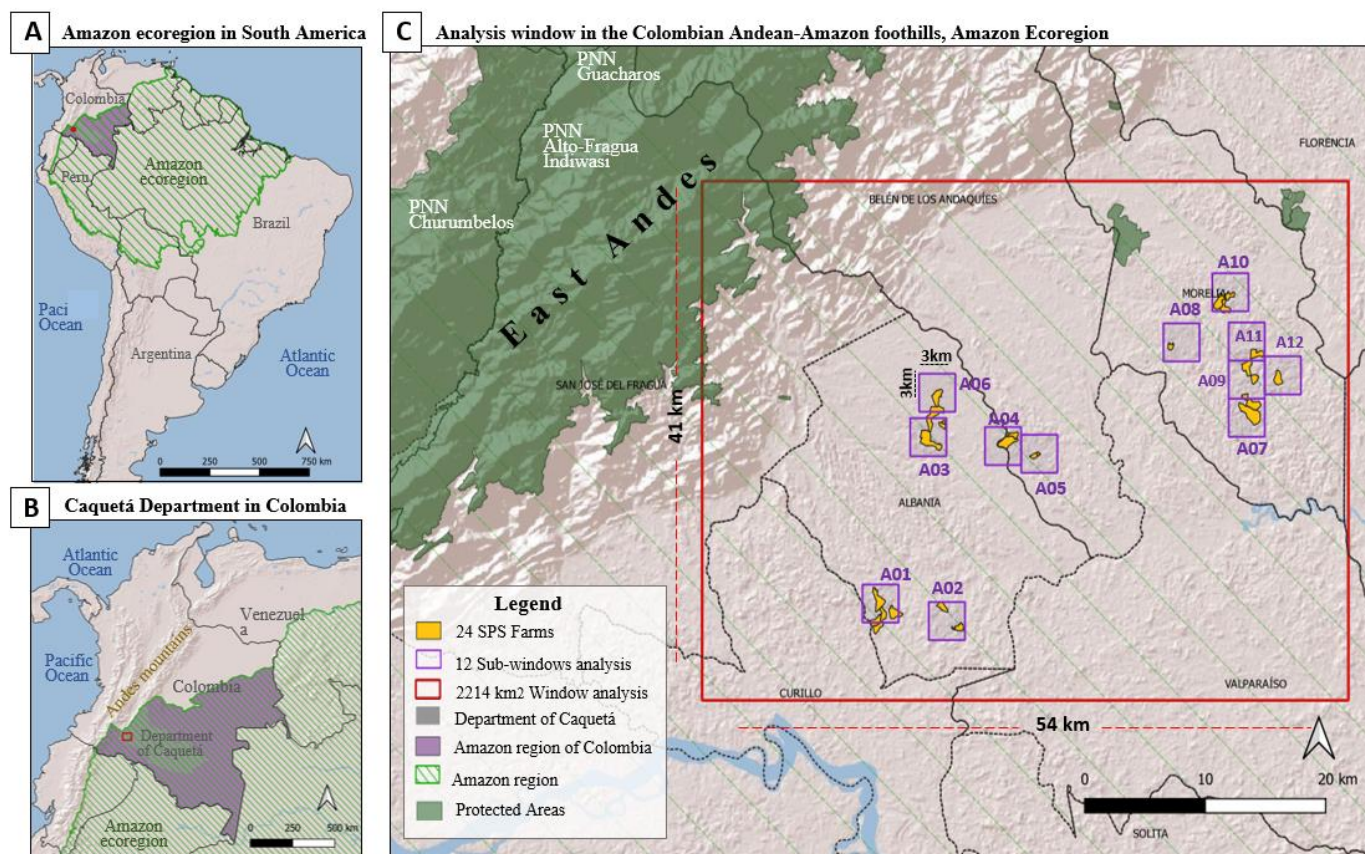 A Amazon ecoregion in South America
Colombia
Amazon
ecoregion
Peru
Brazil
Paci
Ocean
Argentina
Atlantic
Ocean
0 250 500 750 km
B Caquetá Department in Colombia
Atlantic
Ocean
Venezuel
a
Pacific
Ocean
Andes mountains
Colombia
Department
of Caquetá
Amazon
ecoregion
0 250 500 km
C Analysis window in the Colombian Andean-Amazon foothills, Amazon Ecoregion
PNN
Guacharos
PNN
Alto-Fragua
Indiwasi
PNN
Churumbelos
East Andes
FLORENCIA
BELÉN DE LOS ANDAQUÍES
A10
MORELIA
A08
A11
A12
3km
SAN JOSÉ DEL FRAGUA
3km
A06
A09
41 km
A04
A07
A03
A05
ALBANIA
A01
A02
Legend
24 SPS Farms
12 Sub-windows analysis
2214 km2 Window analysis
Department of Caquetá
Amazon region of Colombia
Amazon region
Protected Areas
CURILLO
VALPARAÍSO
54 km
0 10 20 km
SOLITA